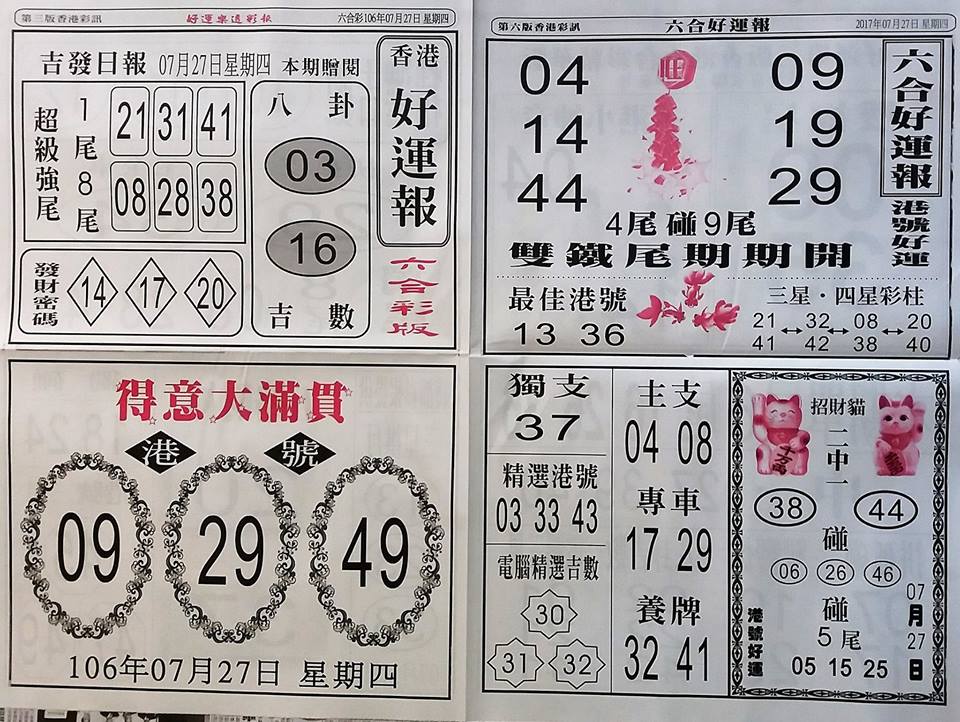 第三版香港彩訊 好運樂透彩報 六合彩106年07月27日 星期四
吉發日報 07月27日星期四 本期贈閱
超級強尾
1尾8尾
21 31 41
08 28 38
發財密碼
14 17 20
八卦
03
16
吉數
香港
好運報
六合彩版
第六版香港彩訊 六合好運報 2017年07月27日 星期四
04 09
14 19
44 29
4尾碰9尾
雙鐵尾期期開
六合好運報
港號好運
最佳港號
13 36
三星·四星彩柱
21 32 08 20
41 42 38 40
得意大滿貫
港號
09 29 49
106年07月27日 星期四
獨支
37
精選港號
03 33 43
電腦精選吉數
30
31 32
主支
04 08
專車
17 29
養牌
32 41
招財貓
二中一
38 44
碰
06 26 46
碰
5尾
05 15 25
港號好運
07月27日